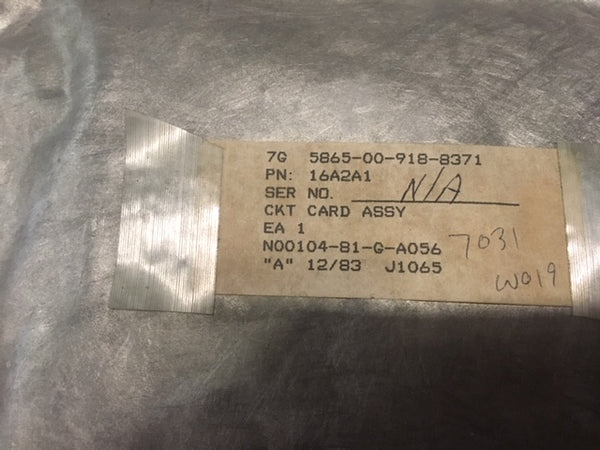 7G 5865-00-918-8371
PN: 16A2A1
SER NO. N/A
CKT CARD ASSY
EA 1
N00104-81-G-A056 7031
"A" 12/83 J1065
W019